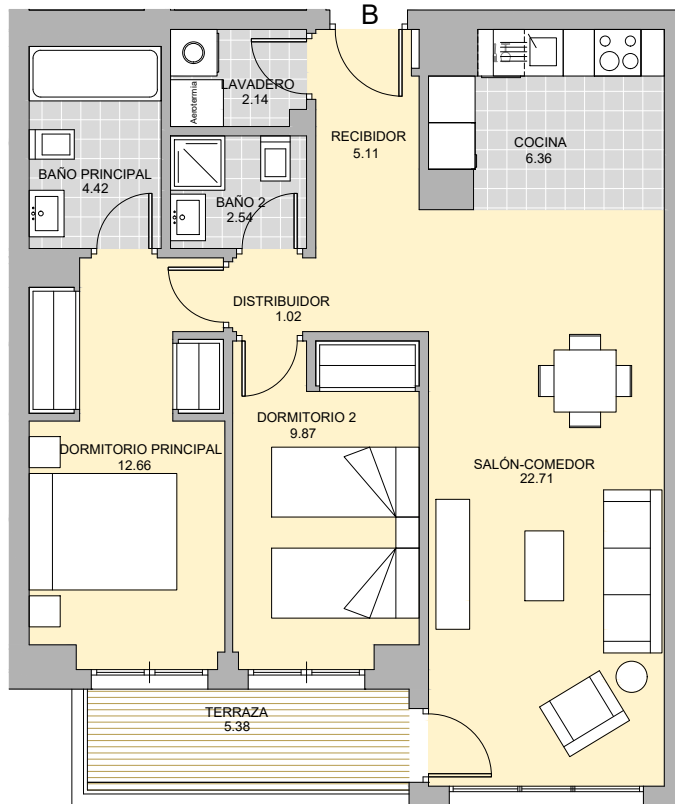 B
LAVADERO
2.14
Aerotermia
RECIBIDOR
5.11
COCINA
6.36
BAÑO PRINCIPAL
4.42
BAÑO 2
2.54
DISTRIBUIDOR
1.02
DORMITORIO PRINCIPAL
12.66
DORMITORIO 2
9.87
SALÓN-COMEDOR
22.71
TERRAZA
5.38